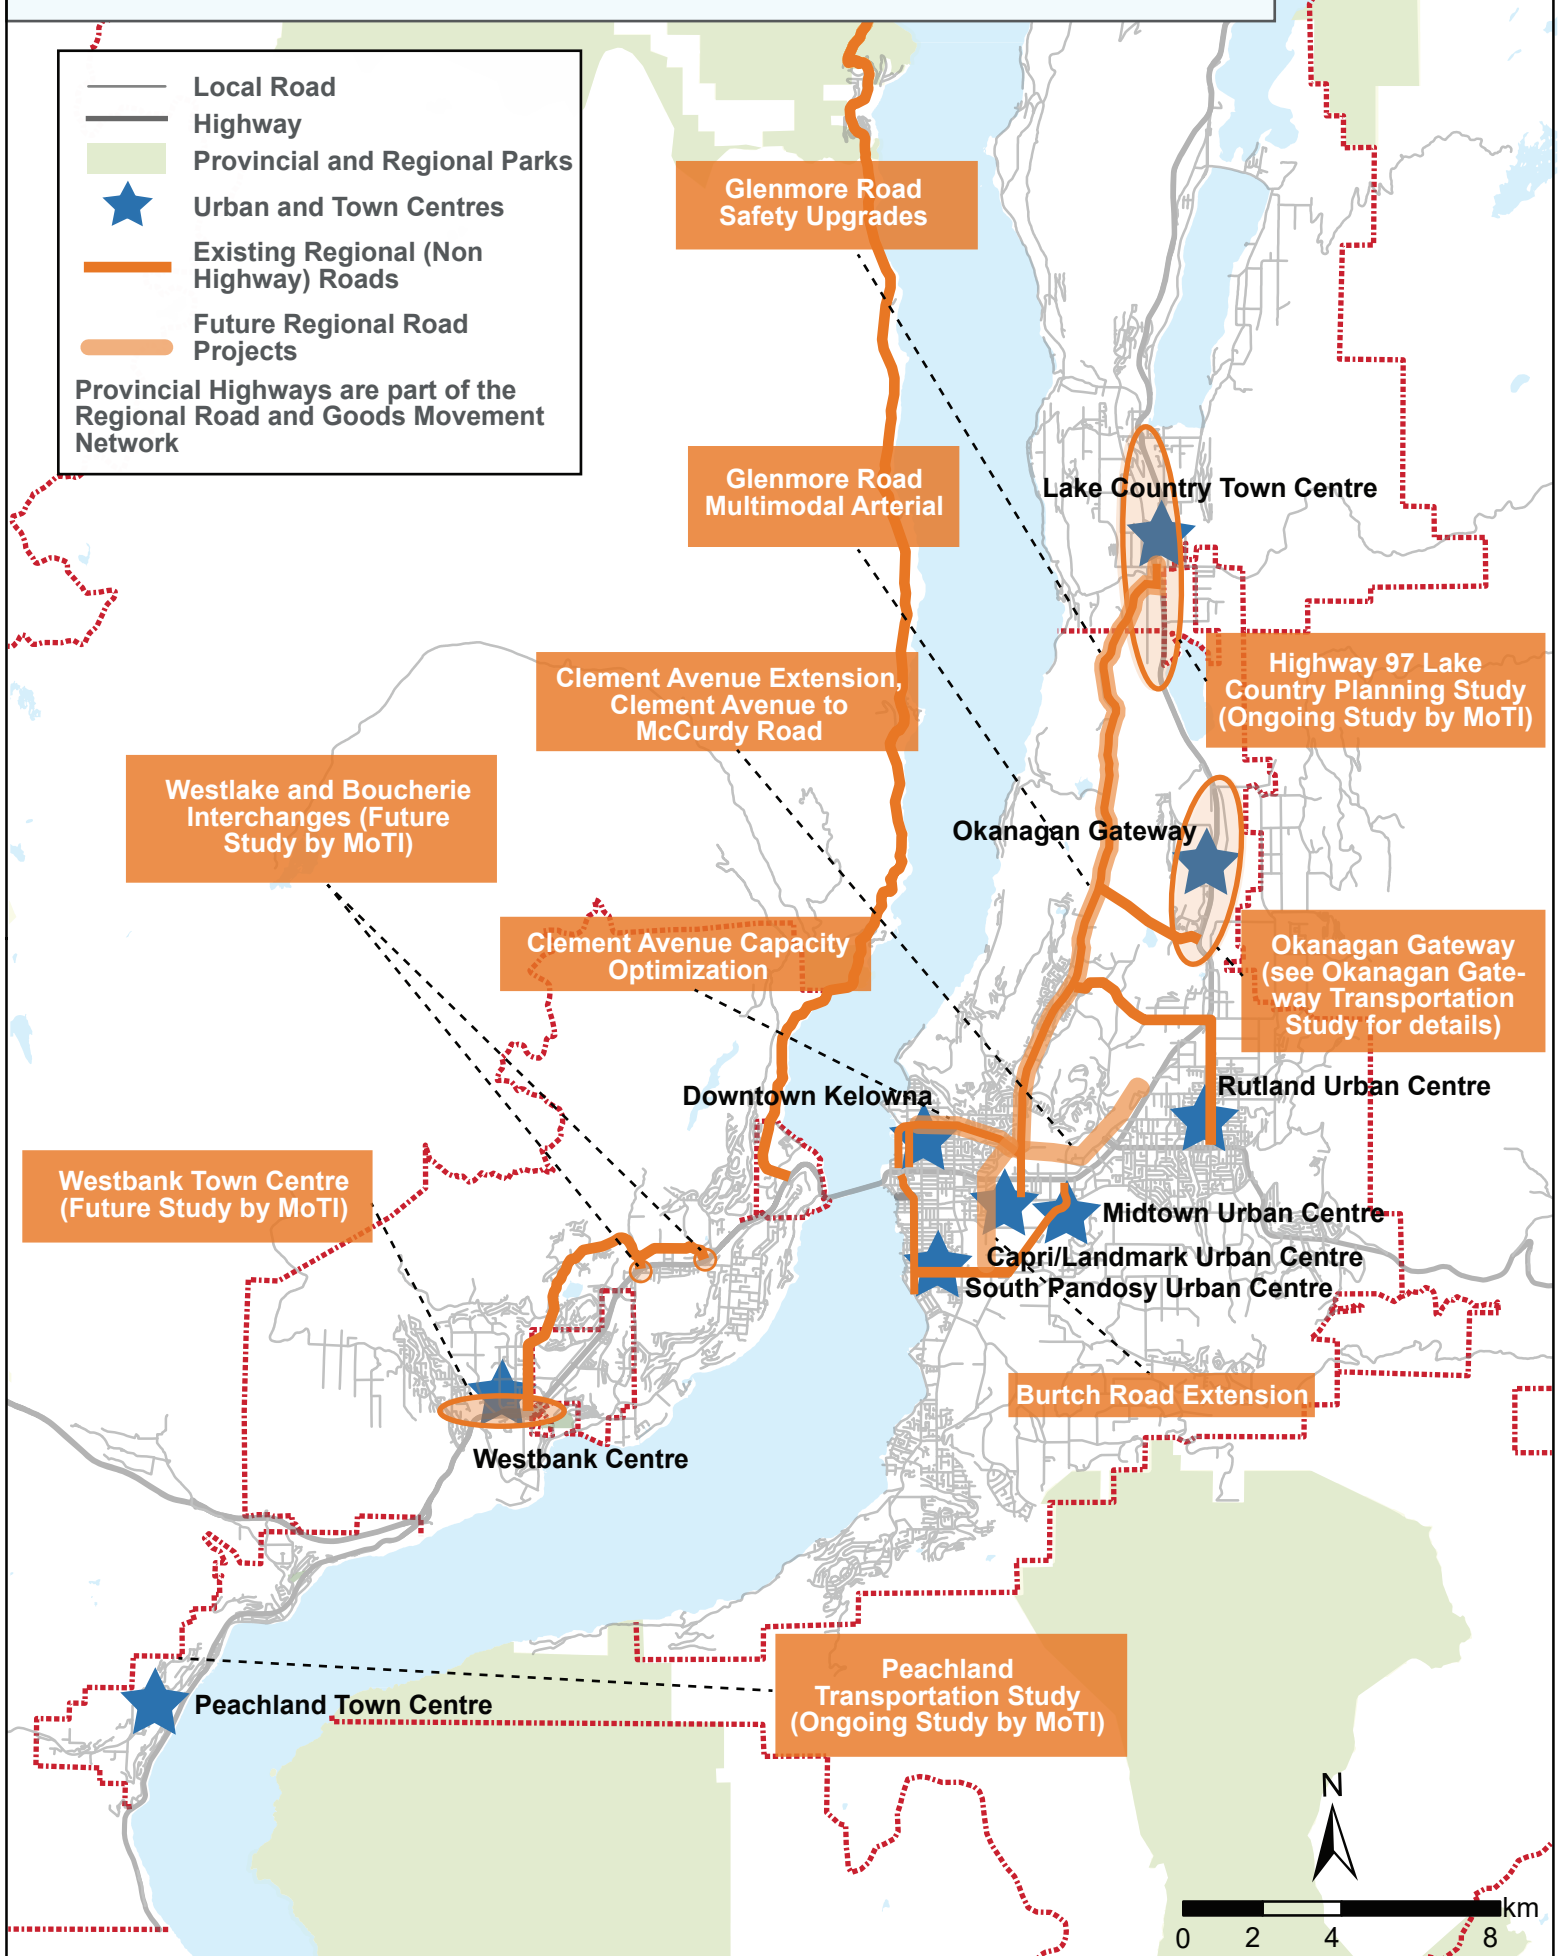 Local Road
Highway
Provincial and Regional Parks
Urban and Town Centres
Existing Regional (Non
Highway) Roads
Future Regional Road
Projects
Provincial Highways are part of the
Regional Road and Goods Movement
Network
Glenmore Road
Safety Upgrades
Glenmore Road
Multimodal Arterial
Lake Country Town Centre
Clement Avenue Extension,
Clement Avenue to
McCurdy Road
Highway 97 Lake
Country Planning Study
(Ongoing Study by MoTI)
Westlake and Boucherie
Interchanges (Future
Study by MoTI)
Okanagan Gateway
Clement Avenue Capacity
Optimization
Okanagan Gateway
(see Okanagan Gate-
way Transportation
Study for details)
Downtown Kelowna
Rutland Urban Centre
Westbank Town Centre
(Future Study by MoTI)
Midtown Urban Centre
Capri/Landmark Urban Centre
South Pandosy Urban Centre
Burtch Road Extension
Westbank Centre
Peachland Town Centre
Peachland
Transportation Study
(Ongoing Study by MoTI)
N
km
0 2 4 8